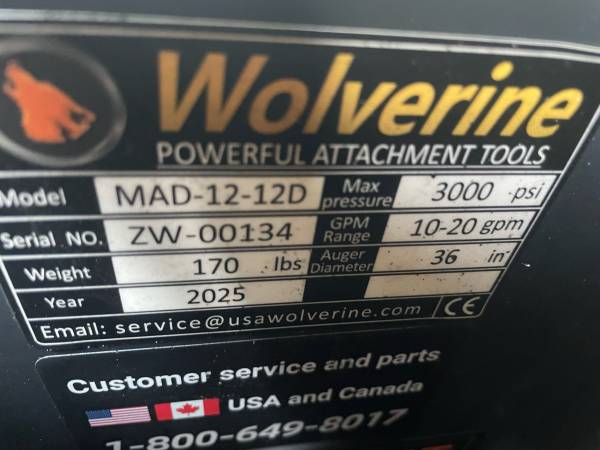 Wolverine
POWERFUL ATTACHMENT TOOLS
Model MAD-12-12D Max pressure 3000 psi
Serial NO. ZW-00134 GPM Range 10-20 gpm
Weight 170 lbs Auger Diameter 36 in
Year 2025
Email: service@usawolverine.com CE
Customer service and parts
USA and Canada
1-800-649-8017